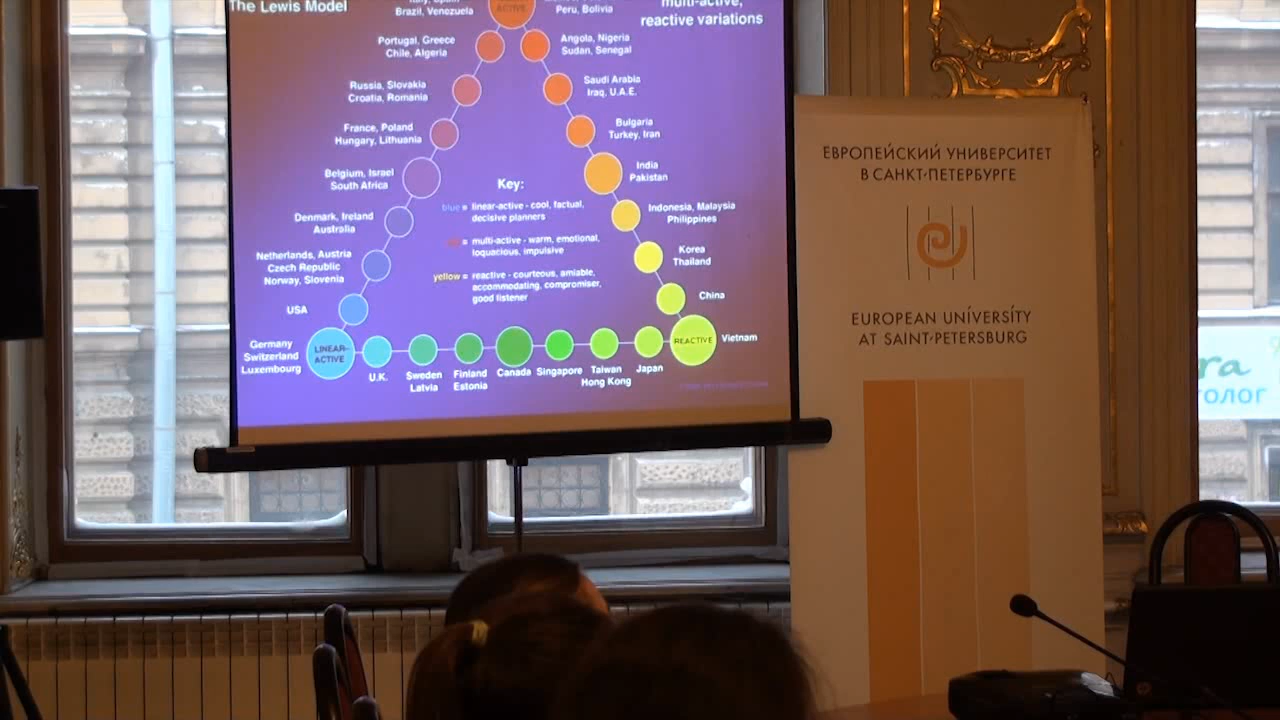 The Lewis Model
Brazil, Venezuela
ACTIVE
Peru, Bolivia
multi-active,
reactive variations
Portugal, Greece
Chile, Algeria
Angola, Nigeria
Sudan, Senegal
Russia, Slovakia
Croatia, Romania
Saudi Arabia
Iraq, U.A.E.
France, Poland
Hungary, Lithuania
Bulgaria
Turkey, Iran
Belgium, Israel
South Africa
India
Pakistan
Denmark, Ireland
Australia
Indonesia, Malaysia
Philippines
Netherlands, Austria
Czech Republic
Norway, Slovenia
Korea
Thailand
USA
China
Germany
Switzerland
Luxembourg
LINEAR-
ACTIVE
U.K.
Sweden
Latvia
Finland
Estonia
Canada
Singapore
Taiwan
Hong Kong
Japan
REACTIVE
Vietnam
Key:
blue = linear-active - cool, factual,
decisive planners
= multi-active - warm, emotional,
loquacious, impulsive
yellow = reactive - courteous, amiable,
accommodating, compromiser,
good listener
ЕВРОПЕЙСКИЙ УНИВЕРСИТЕТ
В САНКТ-ПЕТЕРБУРГЕ
EUROPEAN UNIVERSITY
AT SAINT-PETERSBURG